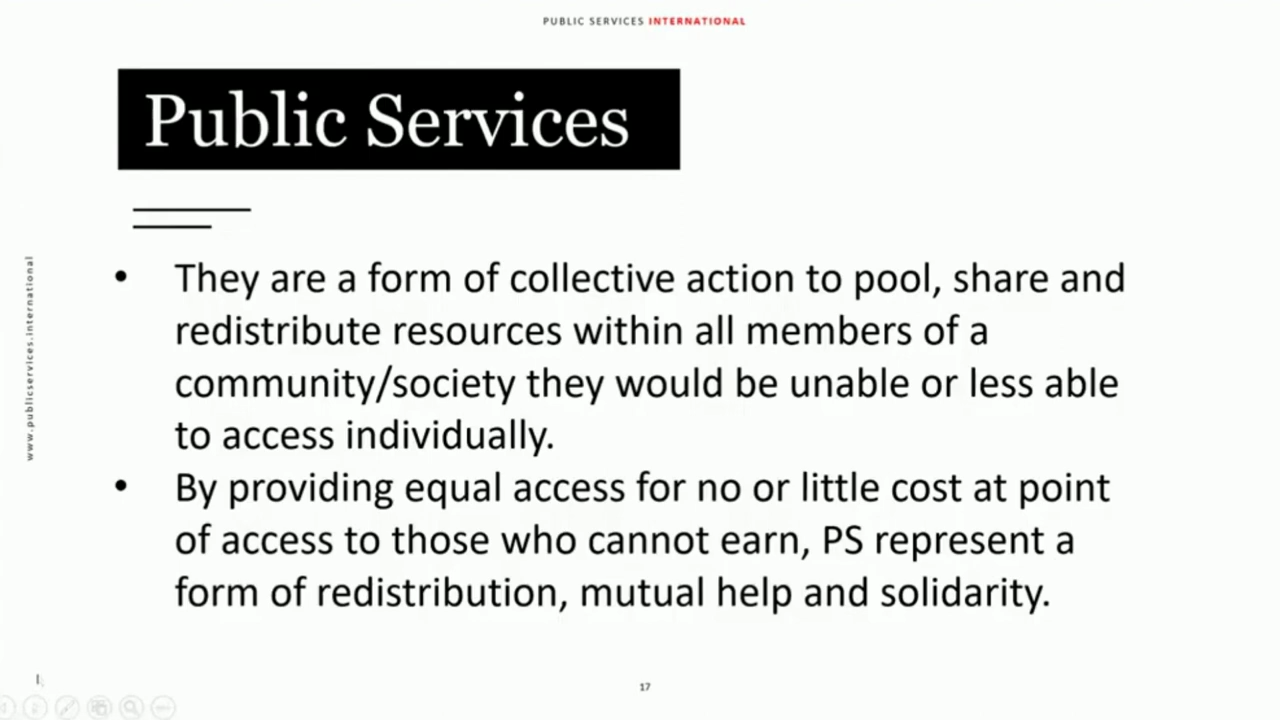 PUBLIC SERVICES INTERNATIONAL
Public Services
www.publicservices.international
• They are a form of collective action to pool, share and
redistribute resources within all members of a
community/society they would be unable or less able
to access individually.
• By providing equal access for no or little cost at point
of access to those who cannot earn, PS represent a
form of redistribution, mutual help and solidarity.
17